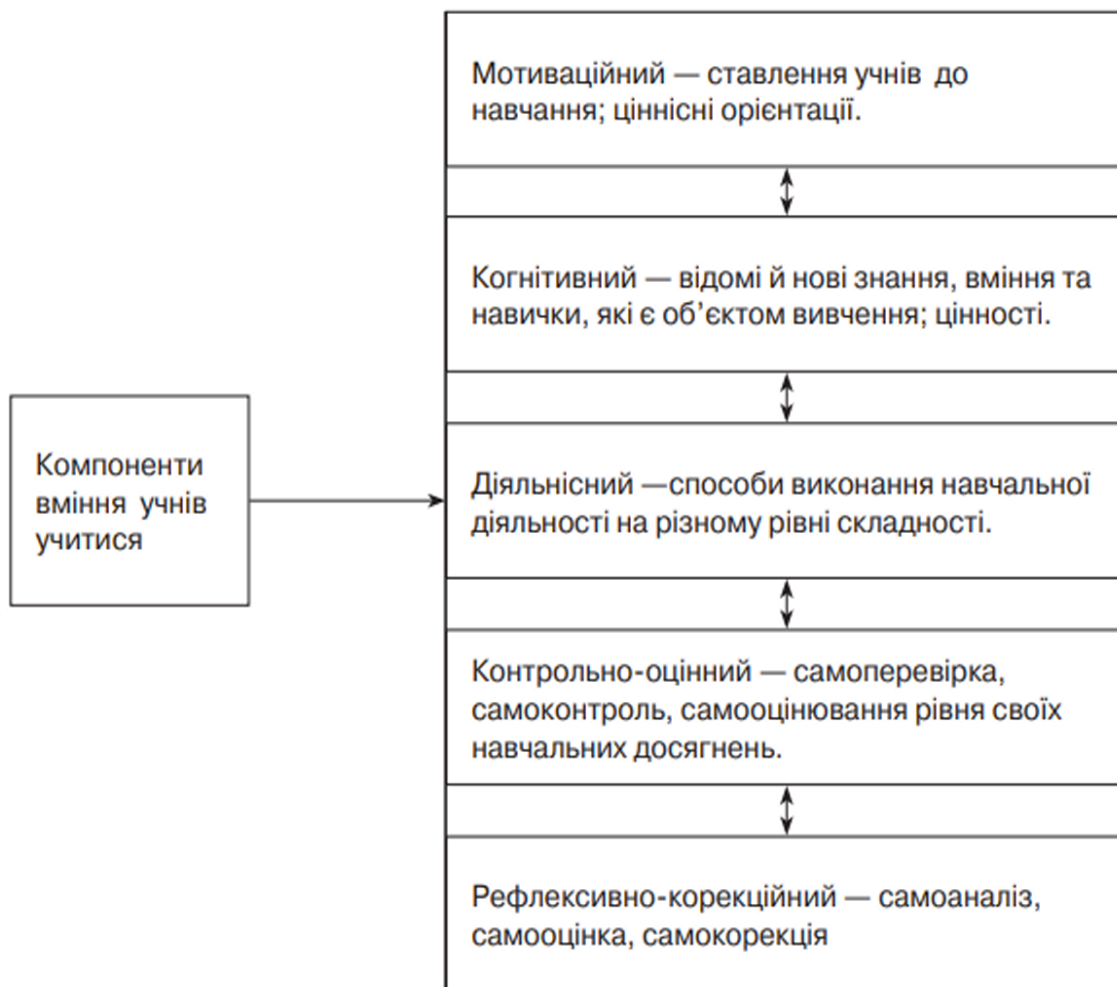 Мотиваційний — ставлення учнів до
навчання; ціннісні орієнтації.
Когнітивний — відомі й нові знання, вміння та
навички, які є об’єктом вивчення; цінності.
Компоненти
вміння учнів
учитися
Діяльнісний —способи виконання навчальної
діяльності на різному рівні складності.
Контрольно-оцінний — самоперевірка,
самоконтроль, самооцінювання рівня своїх
навчальних досягнень.
Рефлексивно-корекційний — самоаналіз,
самооцінка, самокорекція